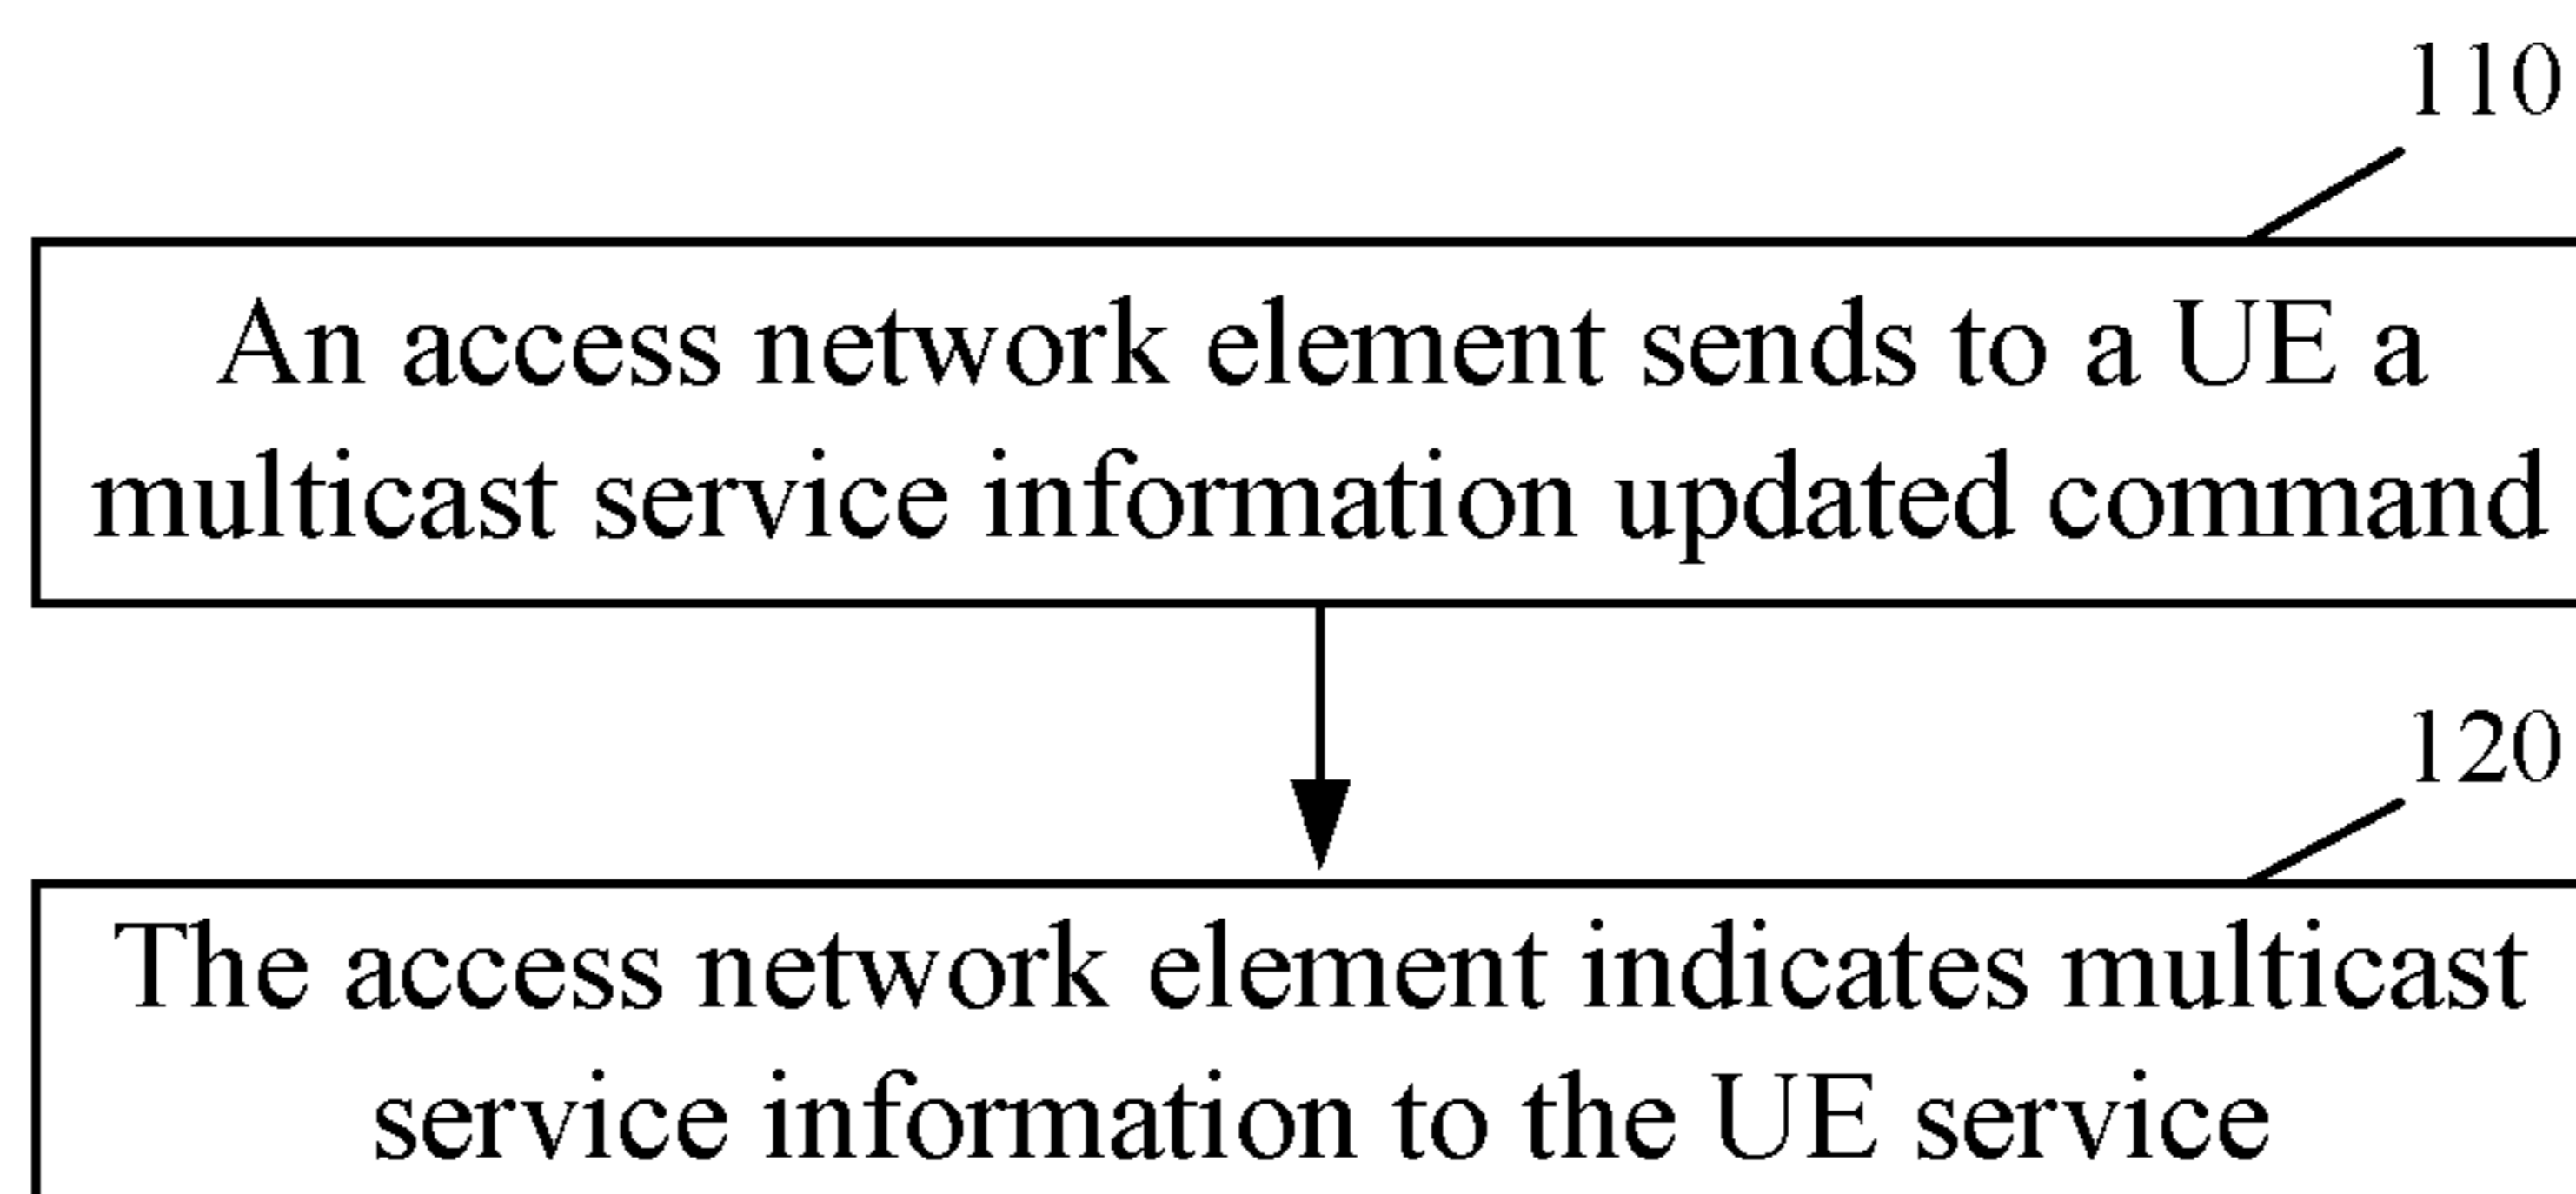 110
An access network element sends to a UE a
multicast service information updated command
120
The access network element indicates multicast
service information to the UE service